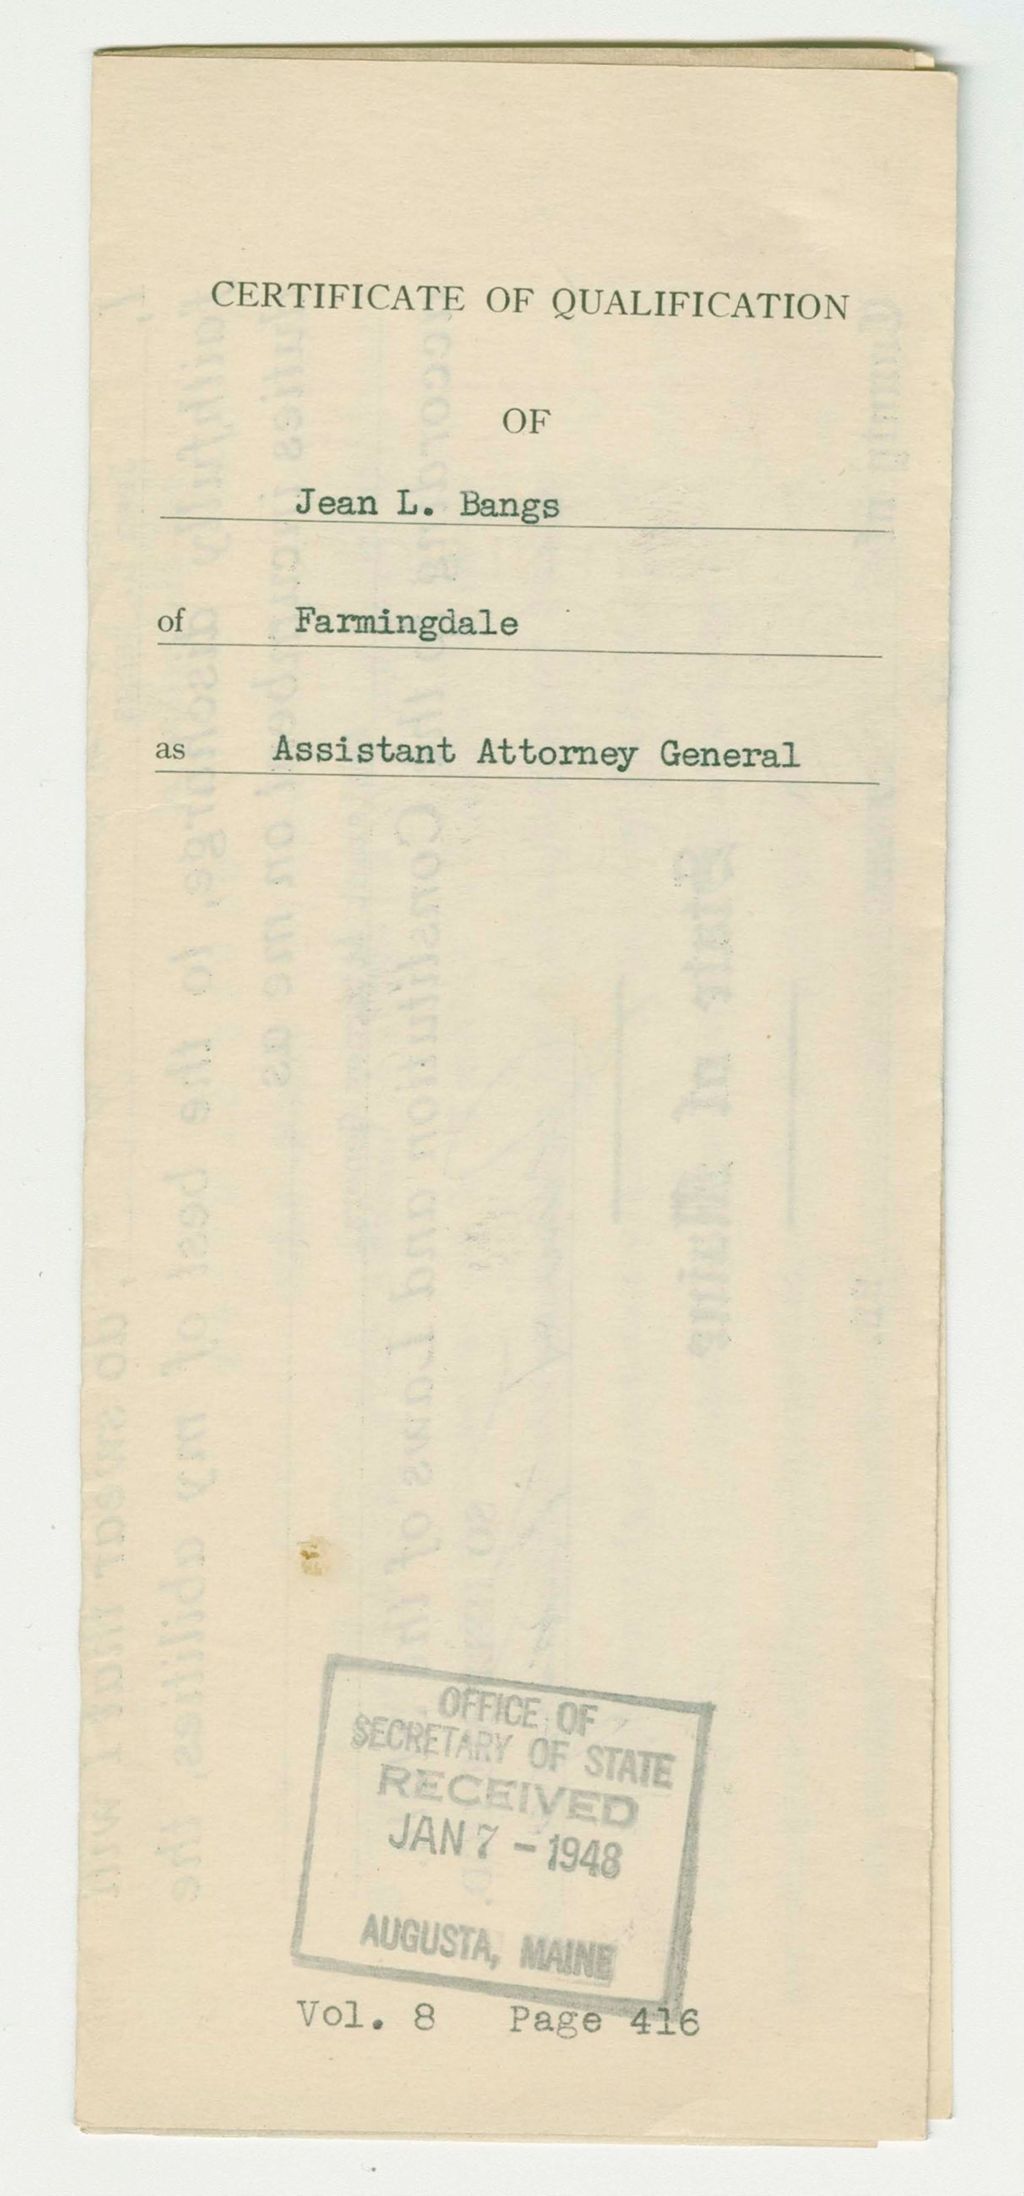 CERTIFICATE OF QUALIFICATION
OF
Jean L. Bangs
of Farmingdale
as Assistant Attorney General
OFFICE OF
SECRETARY OF STATE
RECEIVED
JAN 7 - 1948
AUGUSTA, MAINE
Vol. 8 Page 416